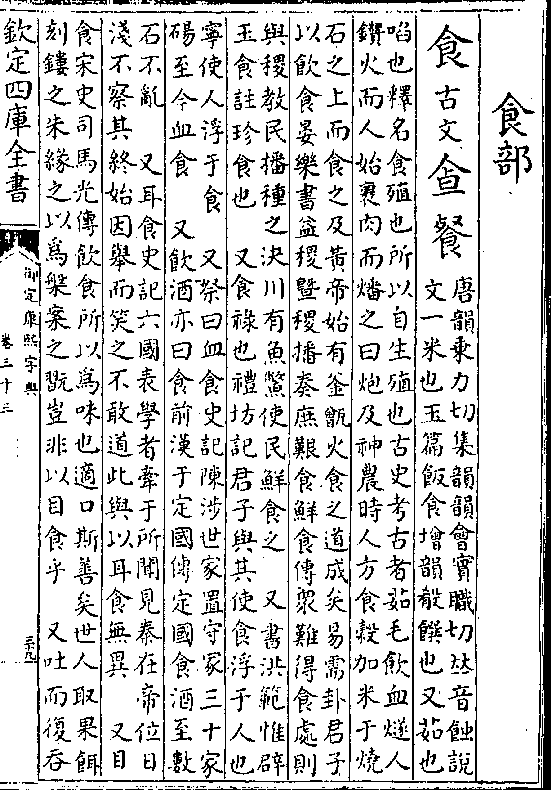 食部
食古文㑒餐唐韻乗力切集韻韻會實職切𠀤音蝕說
文一米也玉篇飯食增韻殽饌也又茹也
啗也釋名食殖也所以自生殖也古史考古者茹毛飲血燧人
鑽火而人始裹肉而燔之曰炮及神農時人方食穀加米于燒
石之上而食之及黃帝始有釜甑火食之道成矣易需卦君子
以飲食宴樂書益稷暨稷播奏庶艱食鮮食傳衆難得食處則
與稷教民播種之決川有魚鱉使民鮮食之 又書洪範惟辟
玉食註珍食也 又食祿也禮坊記君子與其使食浮于人也
寧使人浮于食 又祭曰血食史記陳涉世家置守冢三十家
碭至今血食 又飲酒亦曰食前漢于定國傳定國食酒至數
石不亂 又耳食史記六國表學者牽于所聞見秦在帝位日
淺不察其終始因舉而笑之不敢道此與以耳食無異 又目
食宋史司馬光傳飲食所以爲味也適口斯善矣世人取果餌
刻鏤之朱緣之以爲槃案之翫豈非以目食乎 又吐而復吞
欽定四庫全書
御定康熙字典
卷三十三